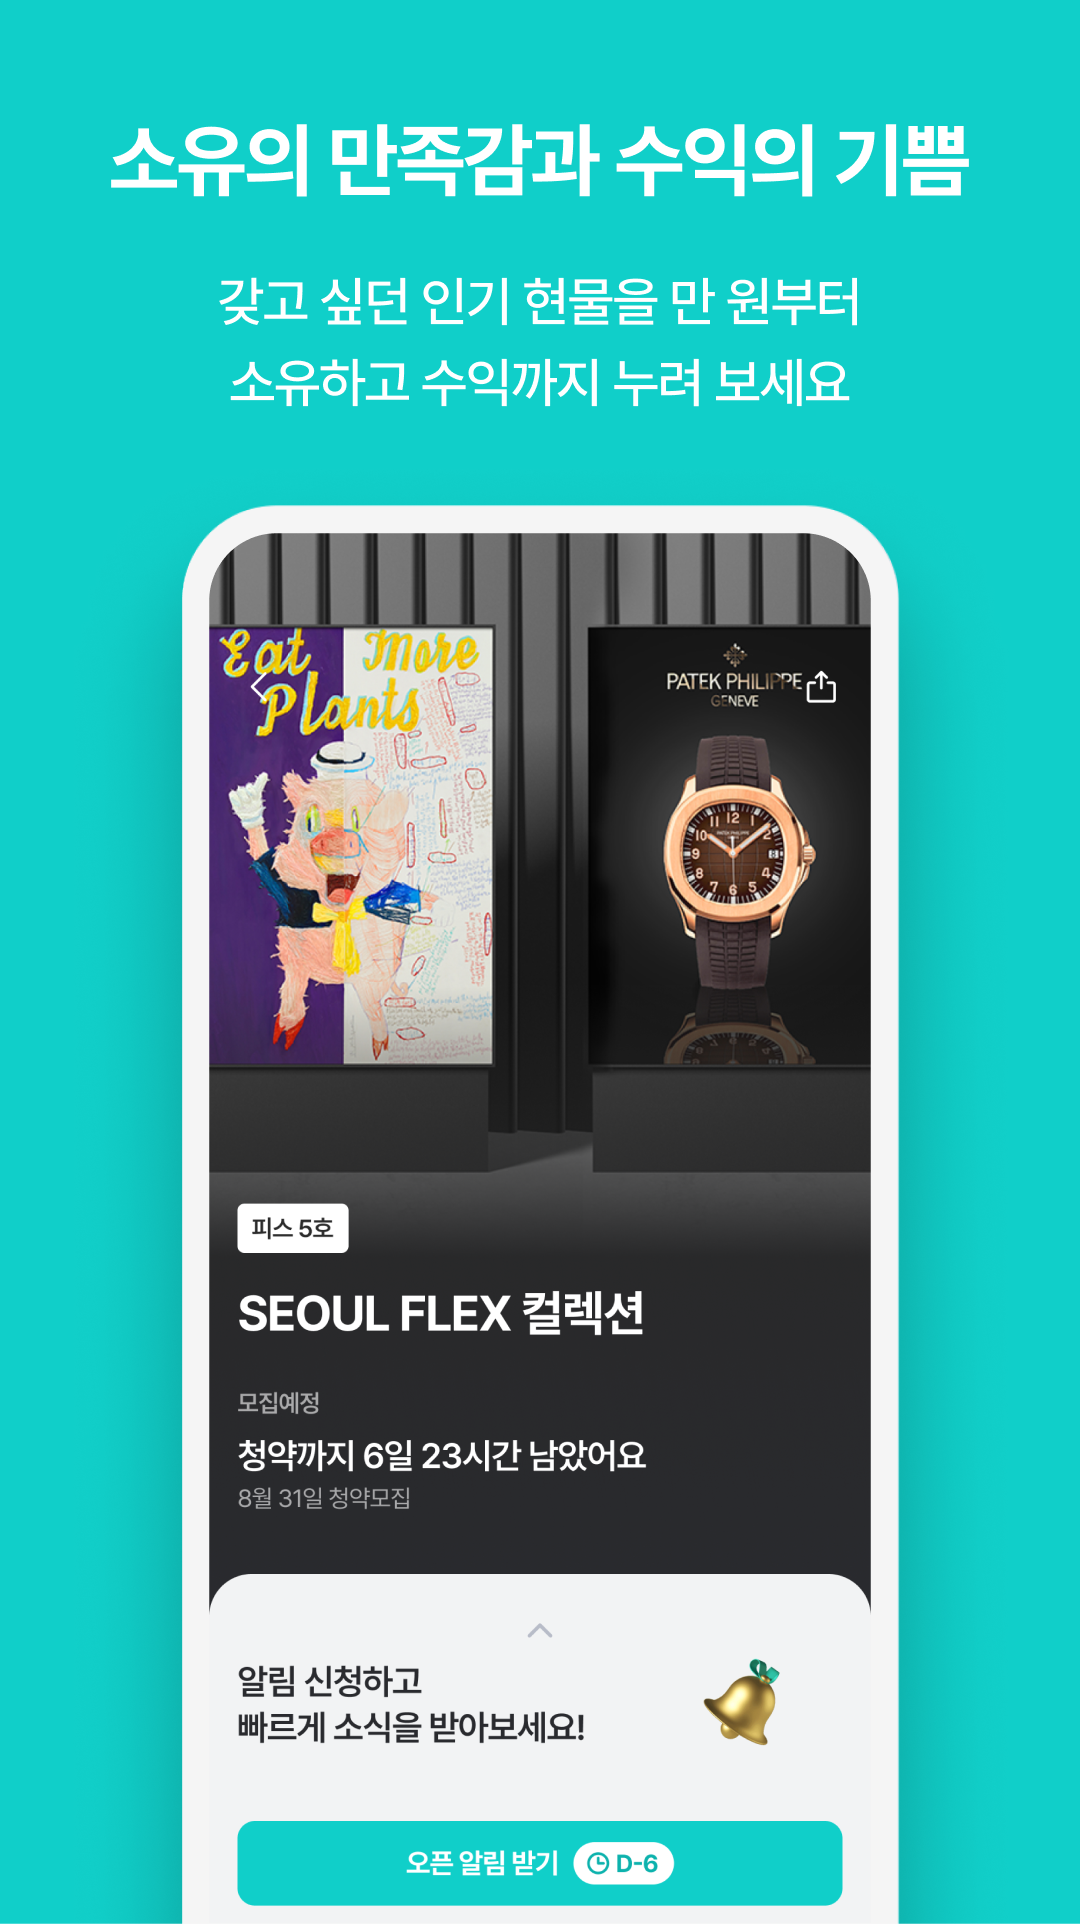 소유의 만족감과 수익의 기쁨
갖고 싶던 인기 현물을 만 원부터
소유하고 수익까지 누려 보세요
Eat More
Plants
PATEK PHILIPPE
GENEVE
피스 5호
SEOUL FLEX 컬렉션
모집예정
청약까지 6일 23시간 남았어요
8월 31일 청약모집
알림 신청하고
빠르게 소식을 받아보세요!
오픈 알림 받기 D-6